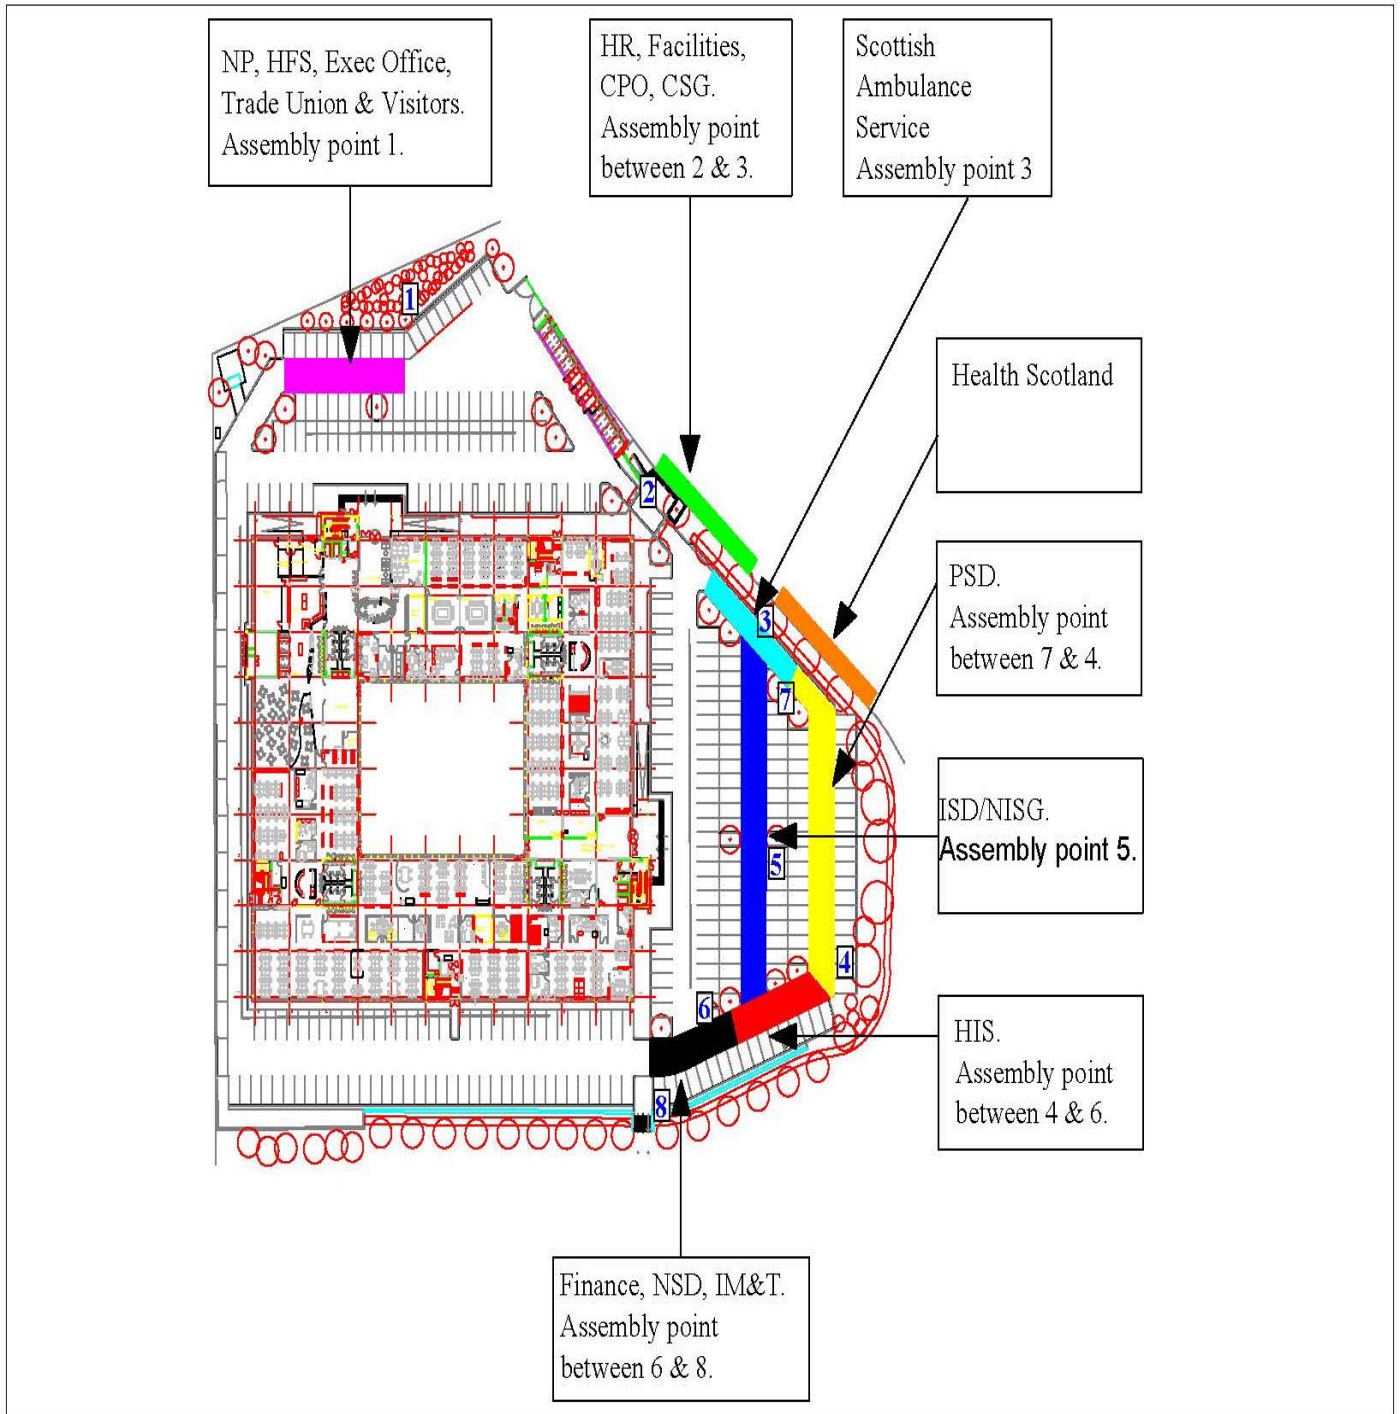 NP, HFS, Exec Office,
Trade Union & Visitors.
Assembly point 1.
HR, Facilities,
CPO, CSG.
Assembly point
between 2 & 3.
Scottish
Ambulance
Service
Assembly point 3
1
Health Scotland
2
PSD.
Assembly point
between 7 & 4.
3
7
ISD/NISG.
Assembly point 5.
5
4
6
HIS.
Assembly point
between 4 & 6.
8
Finance, NSD, IM&T.
Assembly point
between 6 & 8.